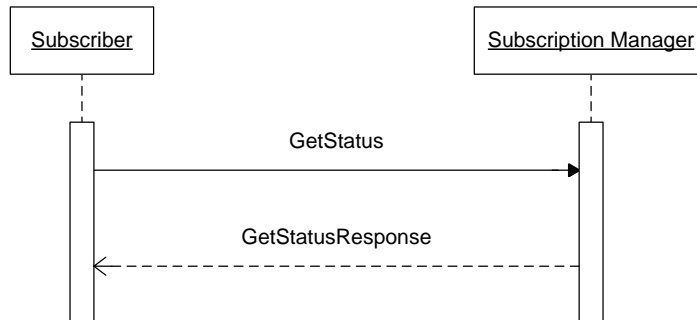 Subscriber
Subscription Manager
GetStatus
GetStatusResponse